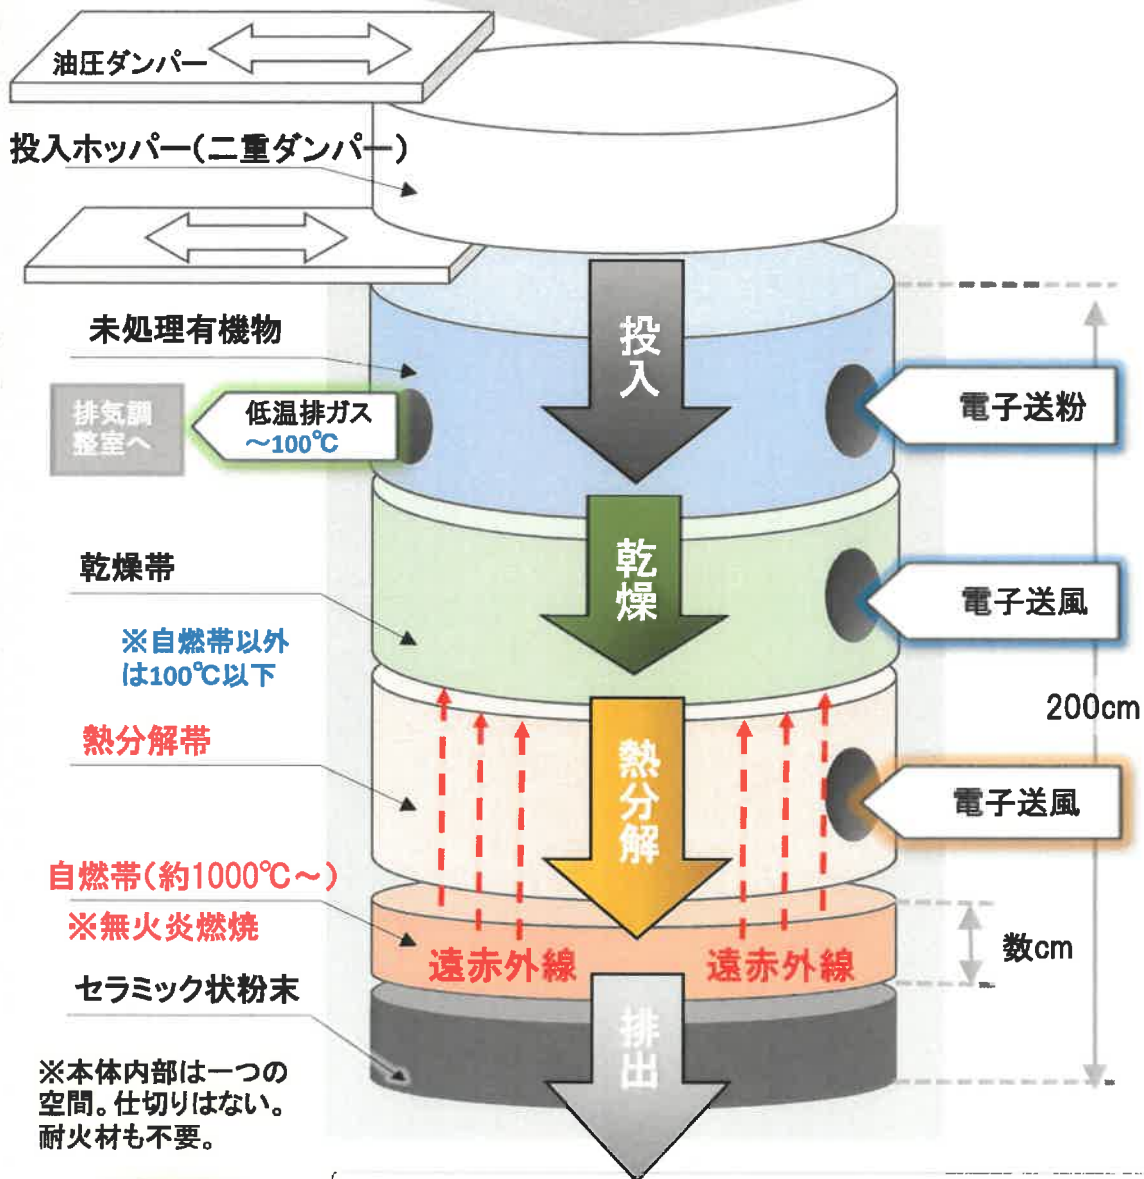 油圧ダンパー
投入ホッパー(二重ダンパー)
投入
未処理有機物
電子送粉
排気調
整室へ
低温排ガス
~100℃
乾燥
乾燥帯
電子送風
※自燃帯以外
は100℃以下
200cm
熱分解帯
熱分解
電子送風
自燃帯(約1000℃~)
※無火炎燃焼
遠赤外線
遠赤外線
数cm
セラミック状粉末
排出
※本体内部は一つの
空間。仕切りはない。
耐火材も不要。